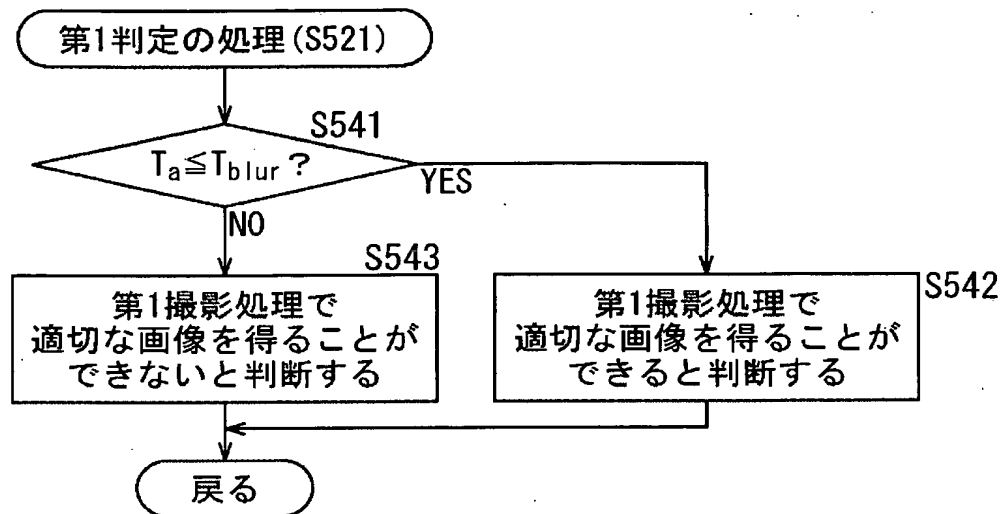 第1判定の処理(S521)
S541
Ta≦Tblur?
YES
NO
S543
第1撮影処理で
適切な画像を得ることが
できないと判断する
S542
第1撮影処理で
適切な画像を得ることが
できると判断する
戻る